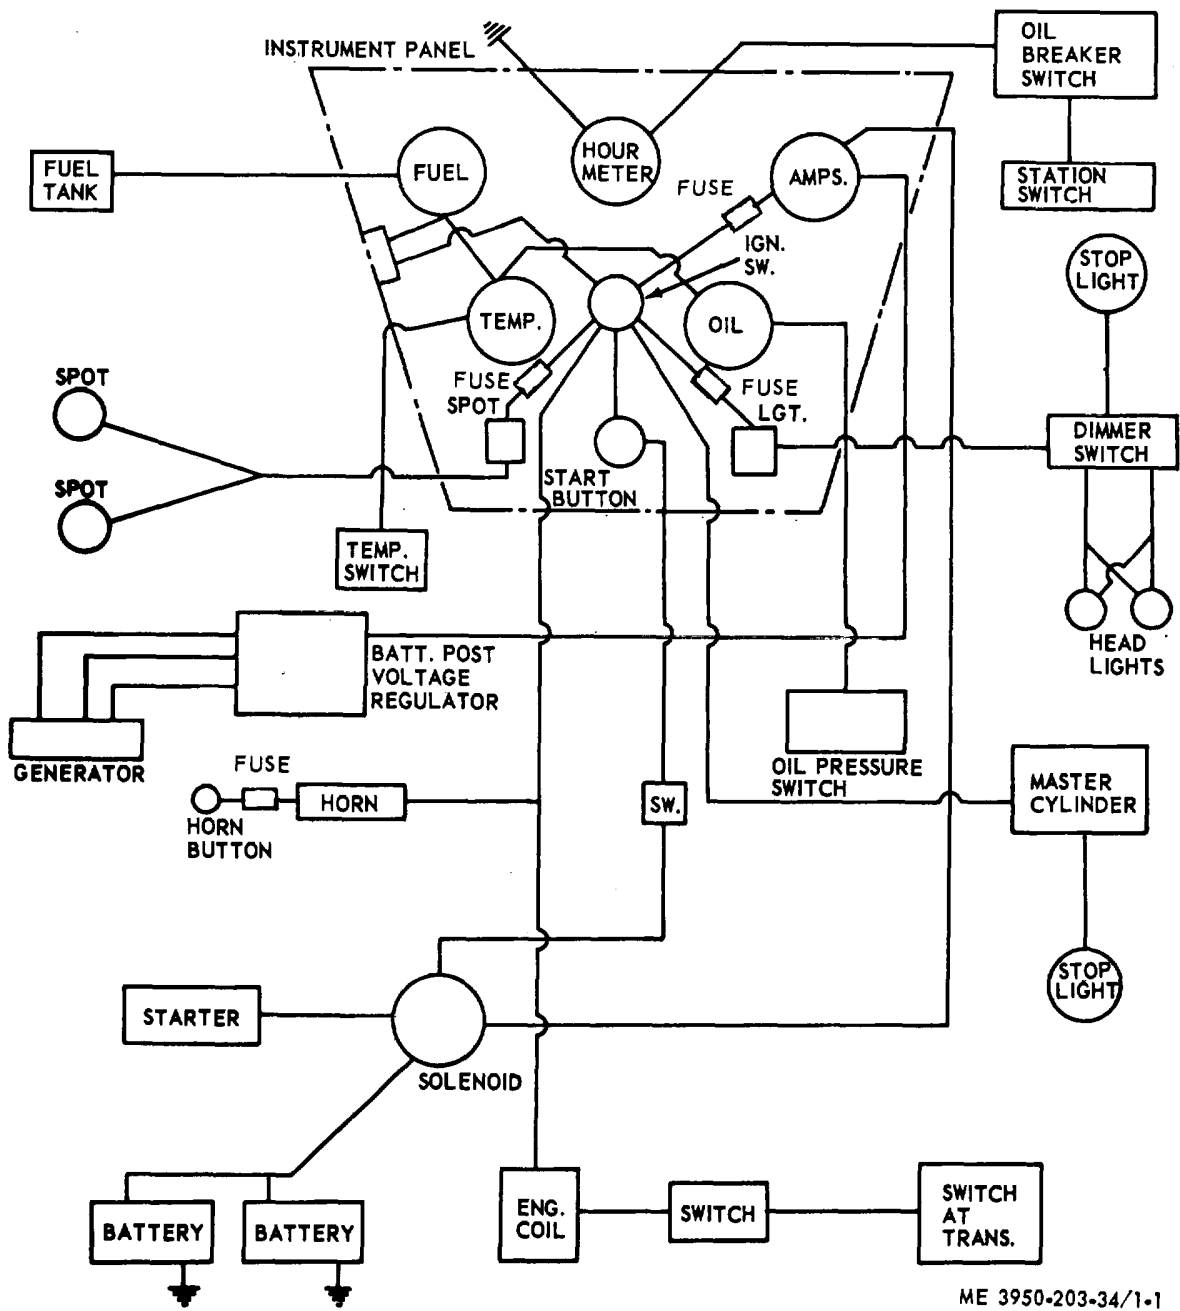 INSTRUMENT PANEL
OIL
BREAKER
SWITCH
HOUR
METER
FUEL
TANK
FUEL
AMPS.
STATION
SWITCH
FUSE
IGN.
SW.
STOP
LIGHT
TEMP.
OIL
SPOT
FUSE
SPOT
FUSE
LGT.
DIMMER
SWITCH
SPOT
START
BUTTON
TEMP.
SWITCH
HEAD
LIGHTS
BATT. POST
VOLTAGE
REGULATOR
GENERATOR
FUSE
HORN
HORN
BUTTON
SW.
OIL PRESSURE
SWITCH
MASTER
CYLINDER
STOP
LIGHT
STARTER
SOLENOID
BATTERY
BATTERY
ENG.
COIL
SWITCH
SWITCH
AT
TRANS.
ME 3950-203-34/1-1